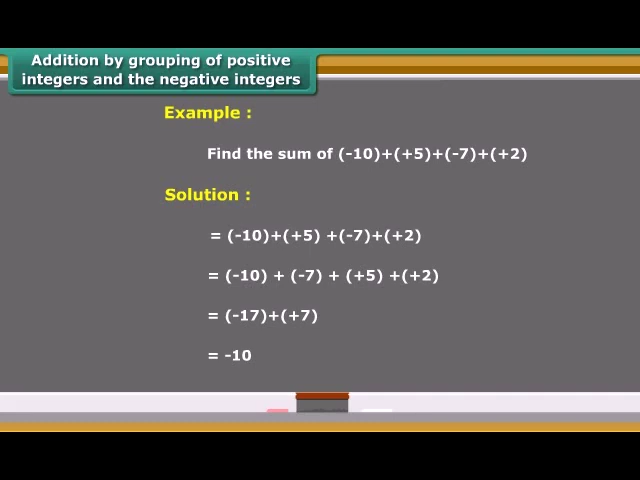 Addition by grouping of positive
integers and the negative integers
Example :
Find the sum of (-10)+(+5)+(-7)+(+2)
Solution :
= (-10)+(+5) +(-7)+(+2)
= (-10) + (-7) + (+5) +(+2)
= (-17)+(+7)
= -10